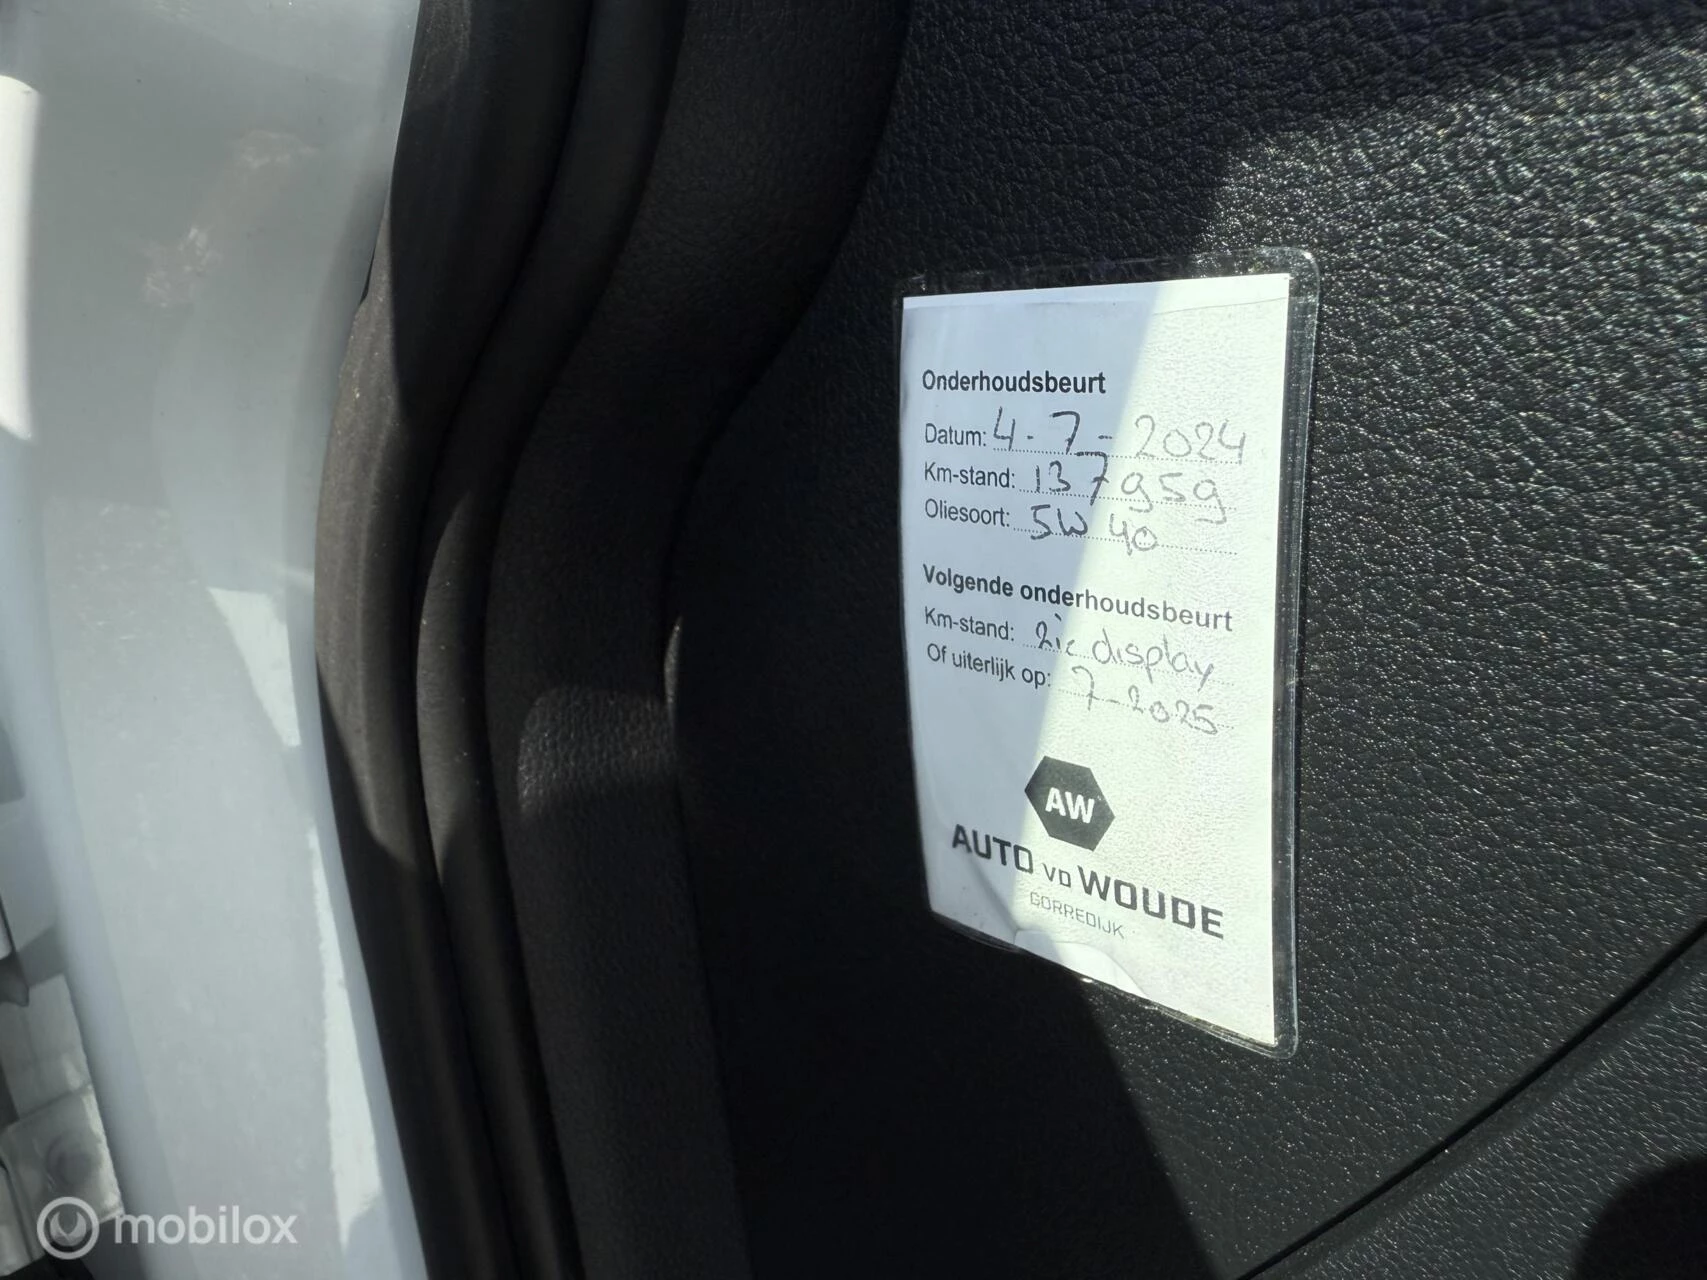 Onderhoudsbeurt
Datum: 4-7-2024
Km-stand: 137959
Oliesoort: 5W40
Volgende onderhoudsbeurt
Km-stand: zie display
Of uiterlijk op: 7-2025
AW
AUTO VD WOUDE
GORREDIJK
mobilox